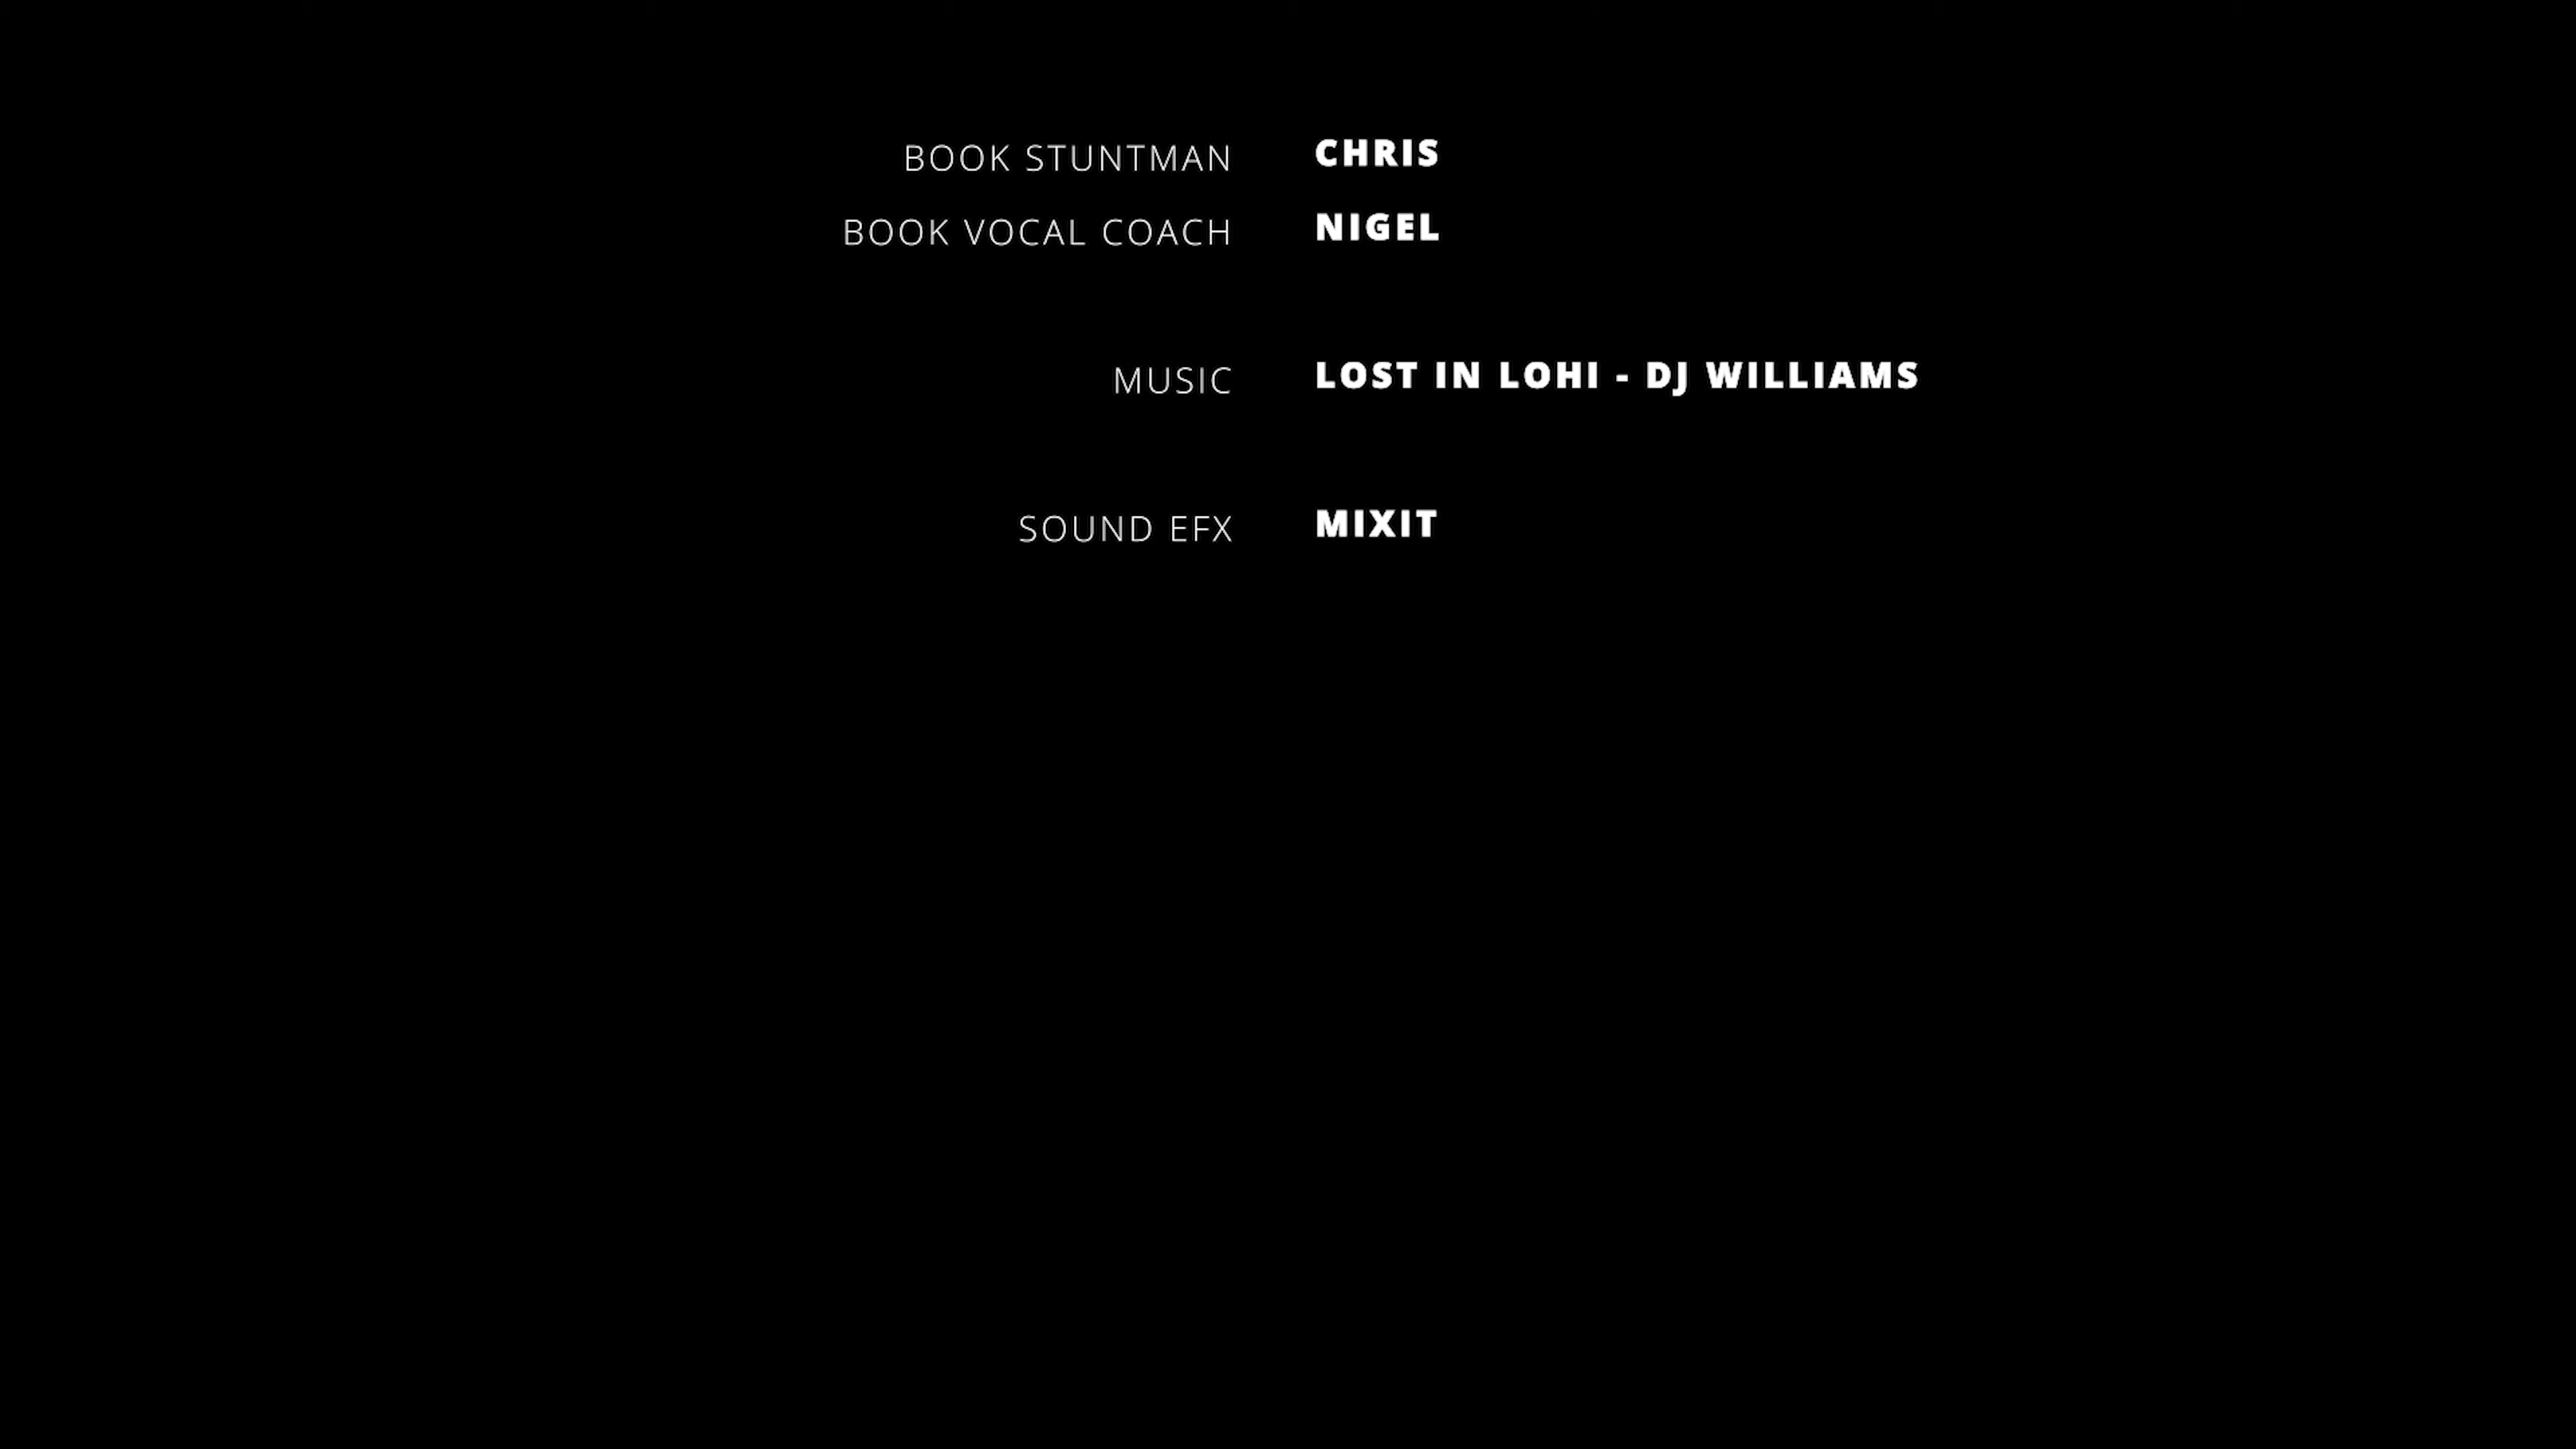 BOOK STUNTMAN CHRIS
BOOK VOCAL COACH NIGEL
MUSIC LOST IN LOHI - DJ WILLIAMS
SOUND EFX MIXIT